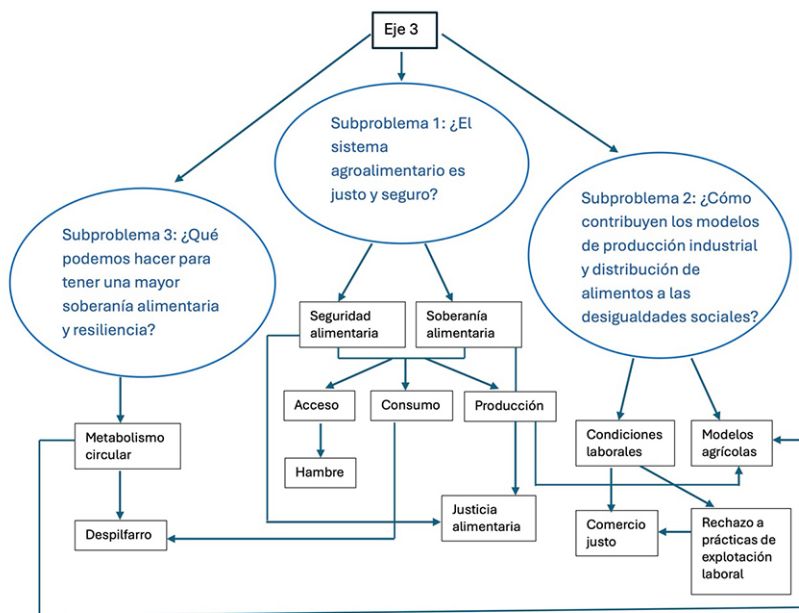 Eje 3
Subproblema 1: ¿El
sistema
agroalimentario es
justo y seguro?
Subproblema 2: ¿Cómo
contribuyen los modelos
de producción industrial
y distribución de
alimentos a las
desigualdades sociales?
Subproblema 3: ¿Qué
podemos hacer para
tener una mayor
soberanía alimentaria
y resiliencia?
Seguridad
alimentaria
Soberanía
alimentaria
Acceso
Consumo
Producción
Metabolismo
circular
Condiciones
laborales
Modelos
agrícolas
Hambre
Despilfarro
Justicia
alimentaria
Comercio
justo
Rechazo a
prácticas de
explotación
laboral